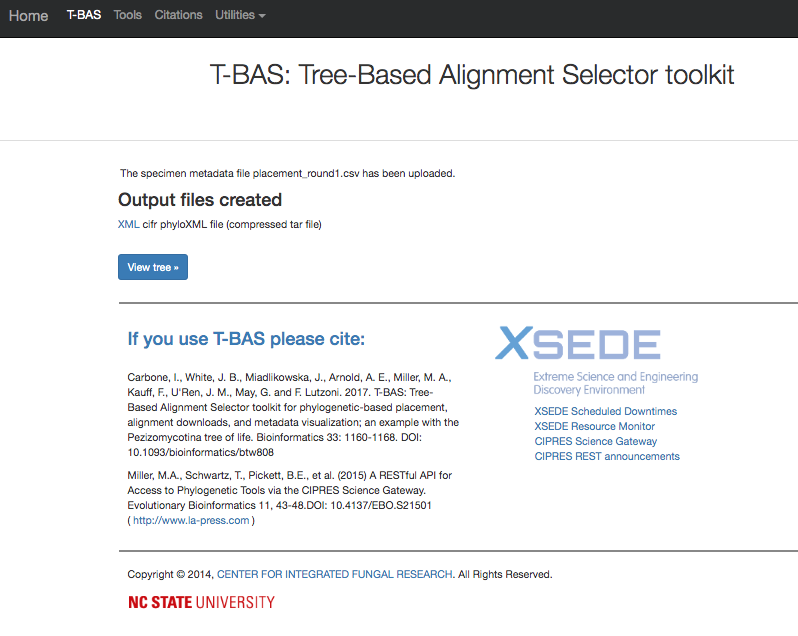 Home T-BAS Tools Citations Utilities
T-BAS: Tree-Based Alignment Selector toolkit
The specimen metadata file placement_round1.csv has been uploaded.
Output files created
XML cifr phyloXML file (compressed tar file)
View tree »
If you use T-BAS please cite:
Carbone, I., White, J. B., Miadlikowska, J., Arnold, A. E., Miller, M. A.,
Kauff, F., U'Ren, J. M., May, G. and F. Lutzoni. 2017. T-BAS: Tree-
Based Alignment Selector toolkit for phylogenetic-based placement,
alignment downloads, and metadata visualization; an example with the
Pezizomycotina tree of life. Bioinformatics 33: 1160-1168. DOI:
10.1093/bioinformatics/btw808
Miller, M.A., Schwartz, T., Pickett, B.E., et al. (2015) A RESTful API for
Access to Phylogenetic Tools via the CIPRES Science Gateway.
Evolutionary Bioinformatics 11, 43-48.DOI: 10.4137/EBO.S21501
( http://www.la-press.com )
XSEDE
Extreme Science and Engineering
Discovery Environment
XSEDE Scheduled Downtimes
XSEDE Resource Monitor
CIPRES Science Gateway
CIPRES REST announcements
Copyright © 2014, CENTER FOR INTEGRATED FUNGAL RESEARCH. All Rights Reserved.
NC STATE UNIVERSITY